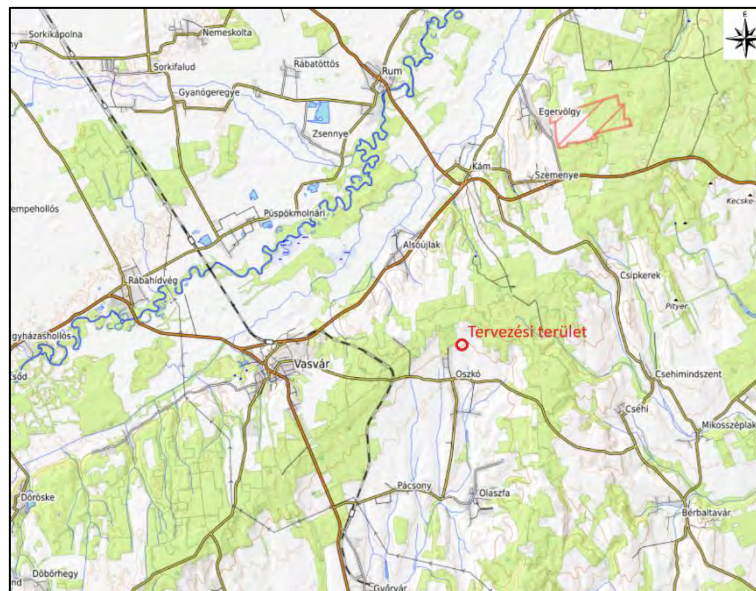 Sorkikápolna
Nemeskolta
É
Sorkifalud
Rábatöttös
Rum
Gyanógeregye
Egervölgy
Zsennye
Kám
Szemenye
empehollós
Kecske-
Püspökmolnári
Alsóújlak
Rábahídvég
Csipkerek
Pityer
gyházashollós
Tervezési terület
sőd
Vasvár
Oszkó
Csehimindszent
Csehi
Mikosszéplak
Pácsony
Olaszfa
Döröske
Bérbaltavár
Döbörhegy
Győrvár